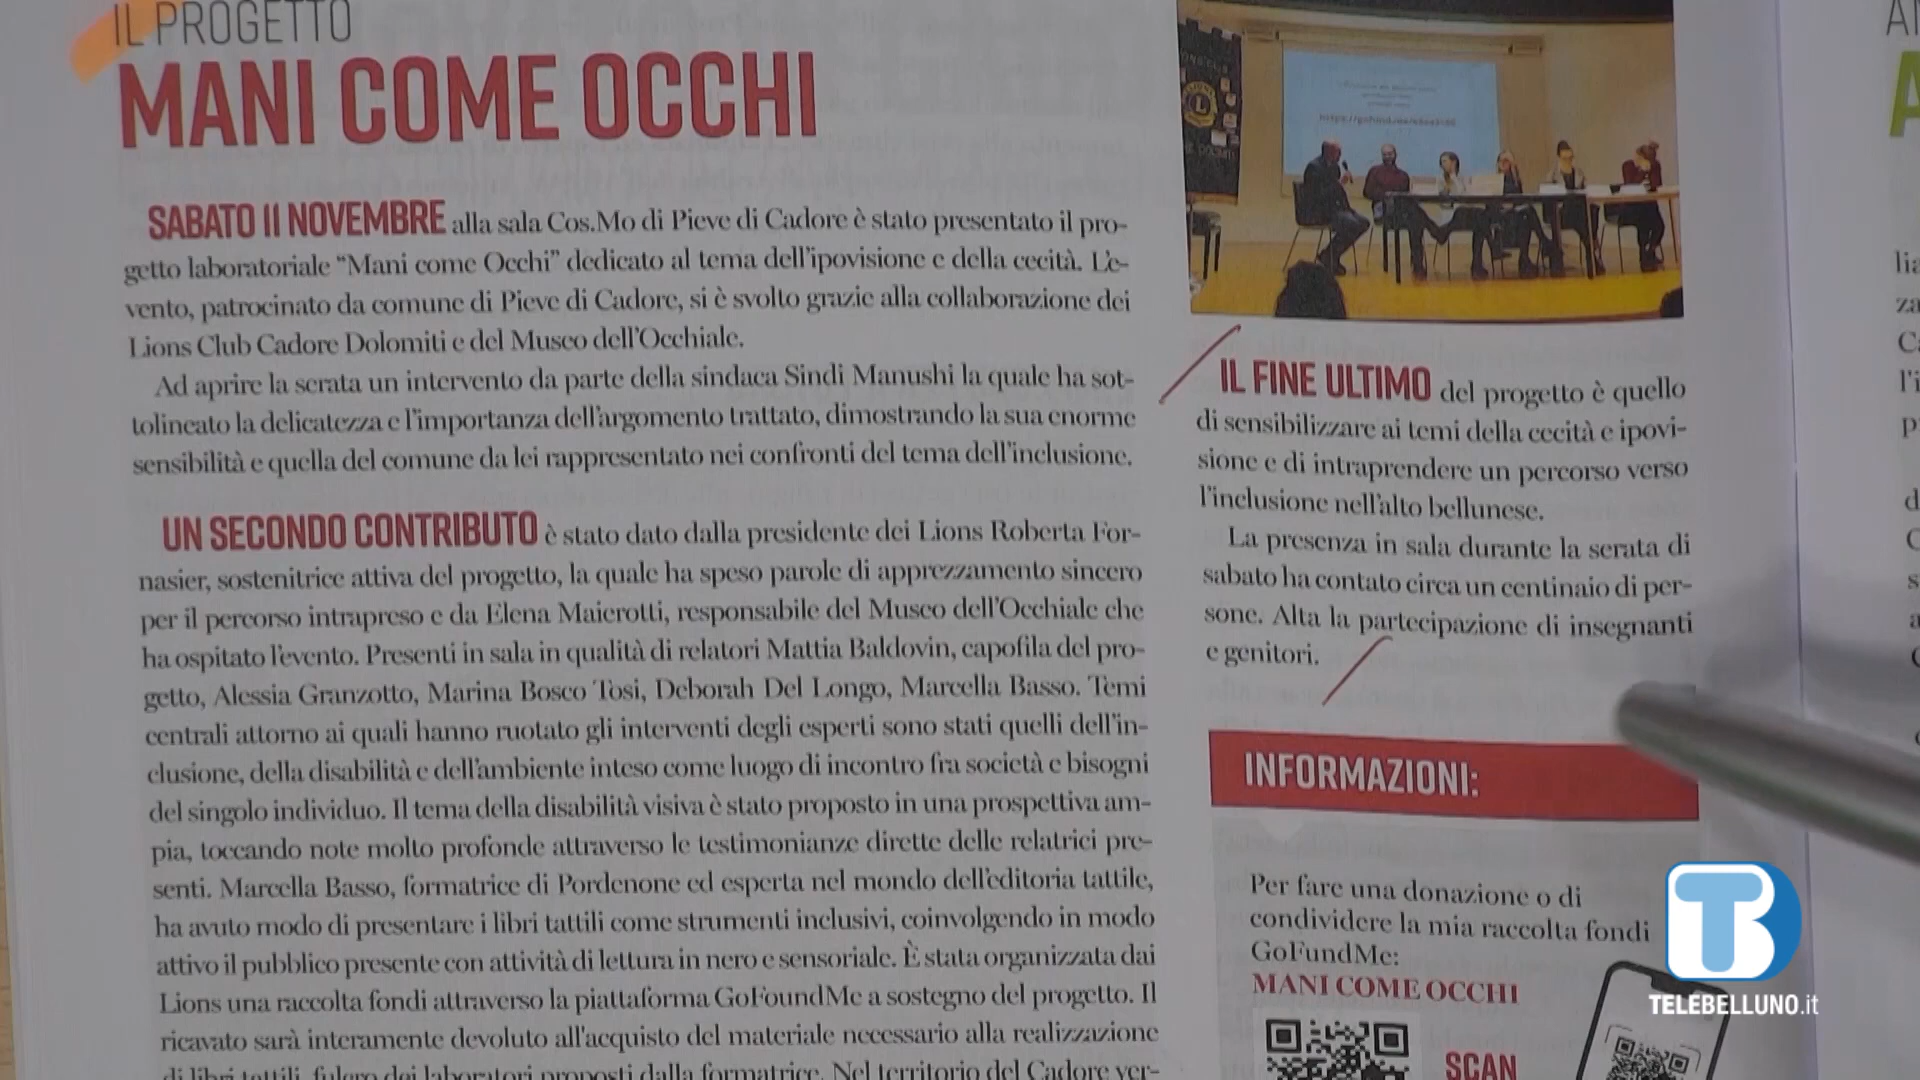 IL PROGETTO
MANI COME OCCHI
SABATO 11 NOVEMBRE alla sala Cos.Mo di Pieve di Cadore è stato presentato il pro-
getto laboratoriale “Mani come Occhi” dedicato al tema dell'ipovisione e della cecità. L'e-
vento, patrocinato da comune di Pieve di Cadore, si è svolto grazie alla collaborazione dei
Lions Club Cadore Dolomiti e del Museo dell'Occhiale.
Ad aprire la serata un intervento da parte della sindaca Sindi Manushi la quale ha sot-
tolineato la delicatezza e l'importanza dell'argomento trattato, dimostrando la sua enorme
sensibilità e quella del comune da lei rappresentato nei confronti del tema dell'inclusione.
UN SECONDO CONTRIBUTO è stato dato dalla presidente dei Lions Roberta For-
nasier, sostenitrice attiva del progetto, la quale ha speso parole di apprezzamento sincero
per il percorso intrapreso e da Elena Maierotti, responsabile del Museo dell'Occhiale che
ha ospitato l'evento. Presenti in sala in qualità di relatori Mattia Baldovin, capofila del pro-
getto, Alessia Granzotto, Marina Bosco Tosi, Deborah Del Longo, Marcella Basso. Temi
centrali attorno ai quali hanno ruotato gli interventi degli esperti sono stati quelli dell'in-
clusione, della disabilità e dell'ambiente inteso come luogo di incontro fra società e bisogni
del singolo individuo. Il tema della disabilità visiva è stato proposto in una prospettiva am-
pia, toccando note molto profonde attraverso le testimonianze dirette delle relatrici pre-
senti. Marcella Basso, formatrice di Pordenone ed esperta nel mondo dell'editoria tattile,
ha avuto modo di presentare i libri tattili come strumenti inclusivi, coinvolgendo in modo
attivo il pubblico presente con attività di lettura in nero e sensoriale. È stata organizzata dai
Lions una raccolta fondi attraverso la piattaforma GoFoundMe a sostegno del progetto. Il
ricavato sarà interamente devoluto all'acquisto del materiale necessario alla realizzazione
di libri tattili, fulcro dei laboratori proposti dalla formatrice. Nel territorio del Cadore ver-
IL FINE ULTIMO del progetto è quello
di sensibilizzare ai temi della cecità e ipovi-
sione e di intraprendere un percorso verso
l'inclusione nell'alto bellunese.
La presenza in sala durante la serata di
sabato ha contato circa un centinaio di per-
sone. Alta la partecipazione di insegnanti
e genitori.
INFORMAZIONI:
Per fare una donazione o di
condividere la mia raccolta fondi
GoFundMe:
MANI COME OCCHI
SCAN
TB
TELEBELLUNO.it